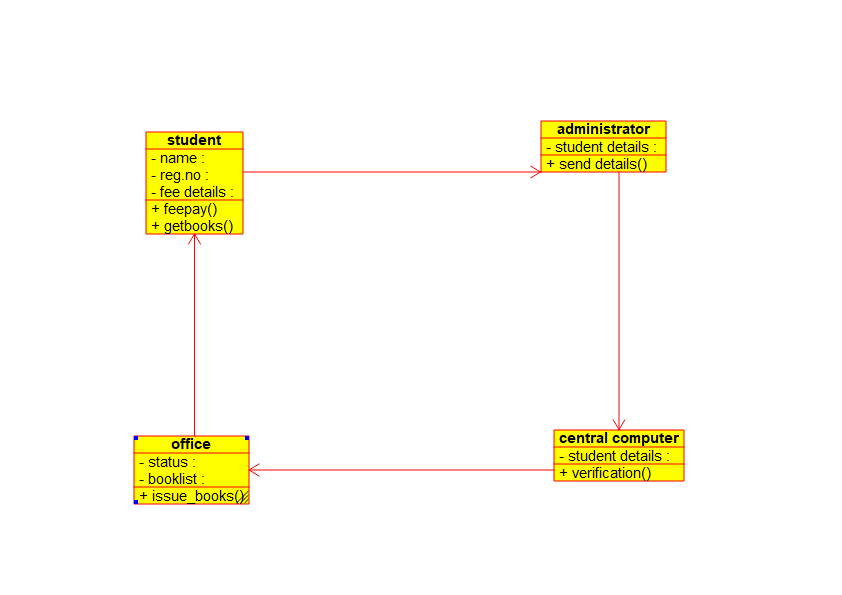 student
- name :
- reg.no :
- fee details :
+ feepay()
+ getbooks()
administrator
- student details :
+ send details()
office
- status :
- booklist :
+ issue_books()
central computer
- student details :
+ verification()